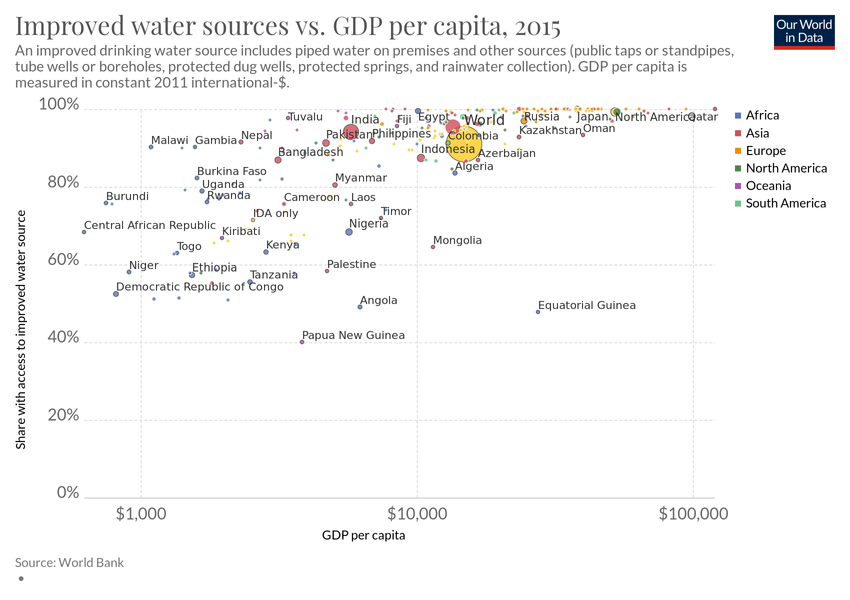 Improved water sources vs. GDP per capita, 2015
Our World
in Data
An improved drinking water source includes piped water on premises and other sources (public taps or standpipes,
tube wells or boreholes, protected dug wells, protected springs, and rainwater collection). GDP per capita is
measured in constant 2011 international-$.
100%
80%
60%
40%
20%
0%
Share with access to improved water source
Tuvalu
India
Fiji
Egypt
World
Russia
Japan
North America
Qatar
Malawi
Gambia
Nepal
Pakistan
Philippines
Colombia
Kazakhstan
Oman
Bangladesh
Indonesia
Azerbaijan
Algeria
Burkina Faso
Myanmar
Uganda
Burundi
Rwanda
Cameroon
Laos
IDA only
Timor
Central African Republic
Kiribati
Nigeria
Togo
Kenya
Mongolia
Niger
Ethiopia
Palestine
Tanzania
Democratic Republic of Congo
Angola
Equatorial Guinea
Papua New Guinea
$1,000
$10,000
$100,000
GDP per capita
Africa
Asia
Europe
North America
Oceania
South America
Source: World Bank